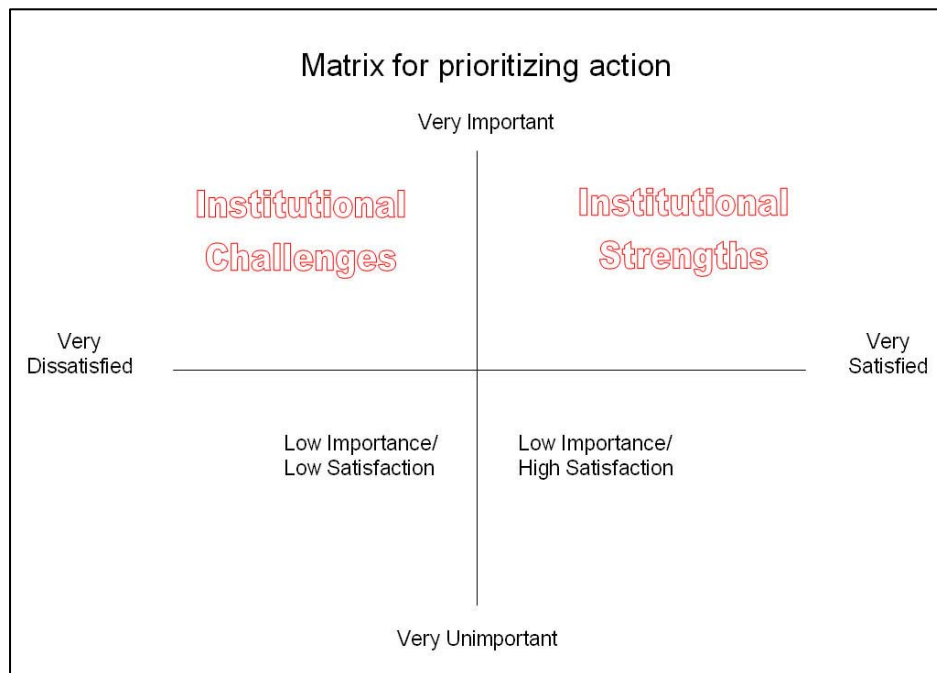 Matrix for prioritizing action
Very Important
Institutional
Challenges
Institutional
Strengths
Very
Dissatisfied
Very
Satisfied
Low Importance/
Low Satisfaction
Low Importance/
High Satisfaction
Very Unimportant